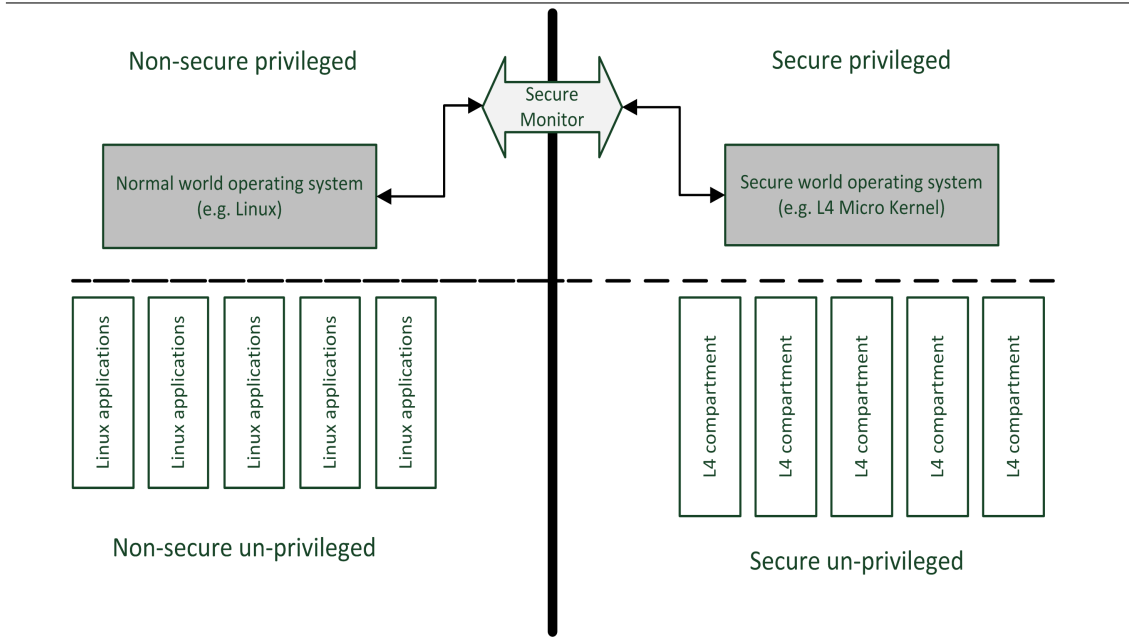 Non-secure privileged
Secure privileged
Secure
Monitor
Normal world operating system
(e.g. Linux)
Secure world operating system
(e.g. L4 Micro Kernel)
Linux applications
Linux applications
Linux applications
Linux applications
Linux applications
L4 compartment
L4 compartment
L4 compartment
L4 compartment
L4 compartment
Non-secure un-privileged
Secure un-privileged